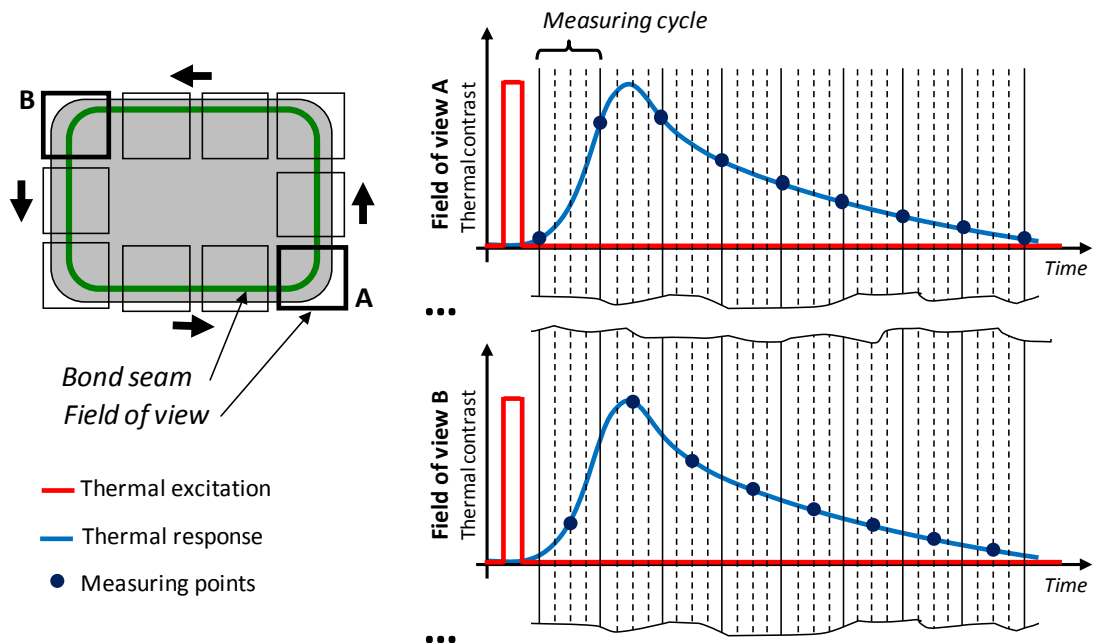 Measuring cycle
B
A
Bond seam
Field of view
Thermal excitation
Thermal response
Measuring points
Field of view A
Thermal contrast
Time
...
Field of view B
Thermal contrast
Time
...